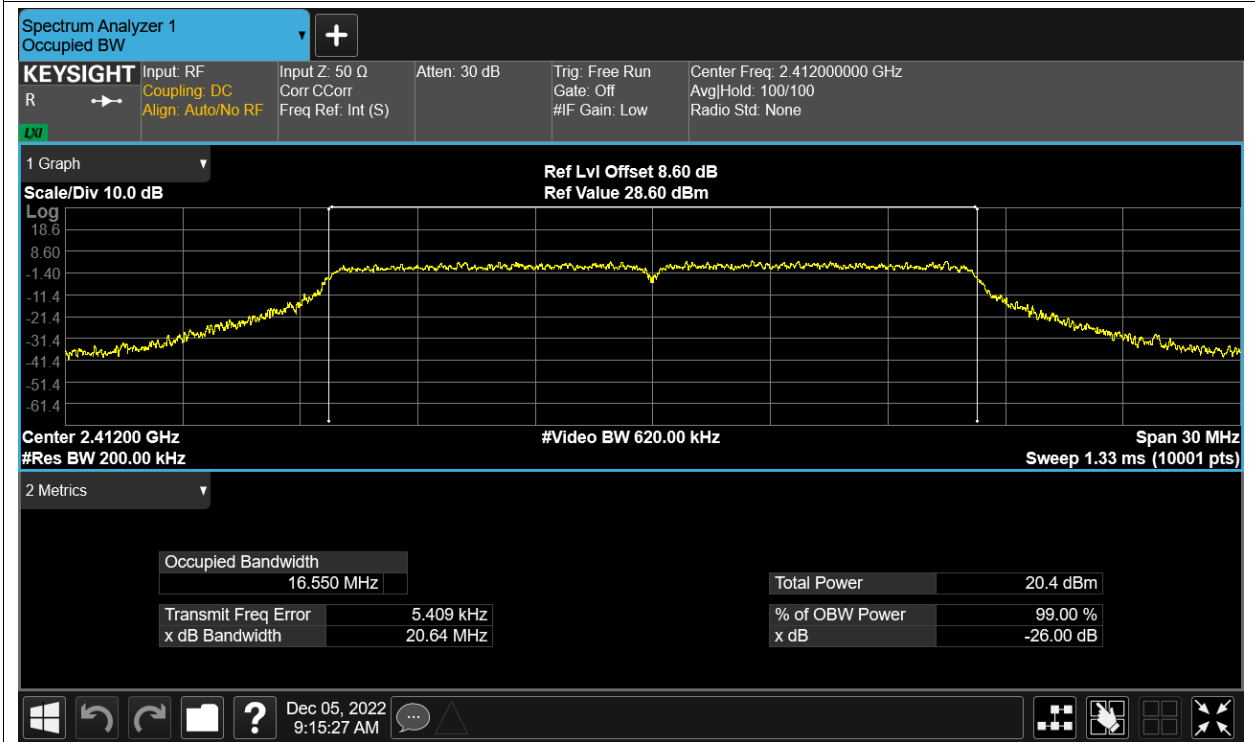 Spectrum Analyzer 1
Occupied BW
+
KEYSIGHT
R
LXI
Input: RF
Coupling: DC
Align: Auto/No RF
Input Z: 50 Ω
Corr CCorr
Freq Ref: Int (S)
Atten: 30 dB
Trig: Free Run
Gate: Off
#IF Gain: Low
Center Freq: 2.412000000 GHz
Avg|Hold: 100/100
Radio Std: None
1 Graph
Scale/Div 10.0 dB
Ref Lvl Offset 8.60 dB
Ref Value 28.60 dBm
Log
18.6
8.60
-1.40
-11.4
-21.4
-31.4
-41.4
-51.4
-61.4
Center 2.41200 GHz
#Res BW 200.00 kHz
#Video BW 620.00 kHz
Span 30 MHz
Sweep 1.33 ms (10001 pts)
2 Metrics
Occupied Bandwidth
16.550 MHz
Transmit Freq Error 5.409 kHz
x dB Bandwidth 20.64 MHz
Total Power 20.4 dBm
% of OBW Power 99.00 %
x dB -26.00 dB
?
Dec 05, 2022
9:15:27 AM